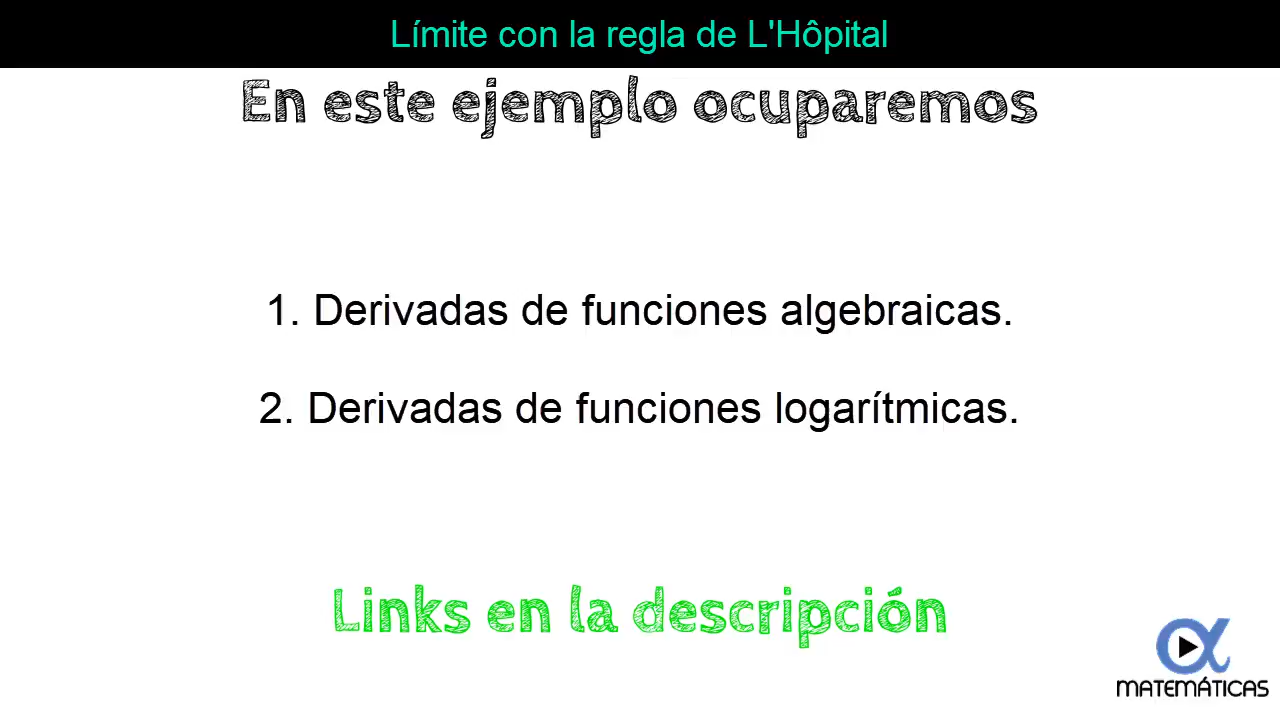 Límite con la regla de L'Hôpital
En este ejemplo ocuparemos
1. Derivadas de funciones algebraicas.
2. Derivadas de funciones logarítmicas.
Links en la descripción
MATEMÁTICAS